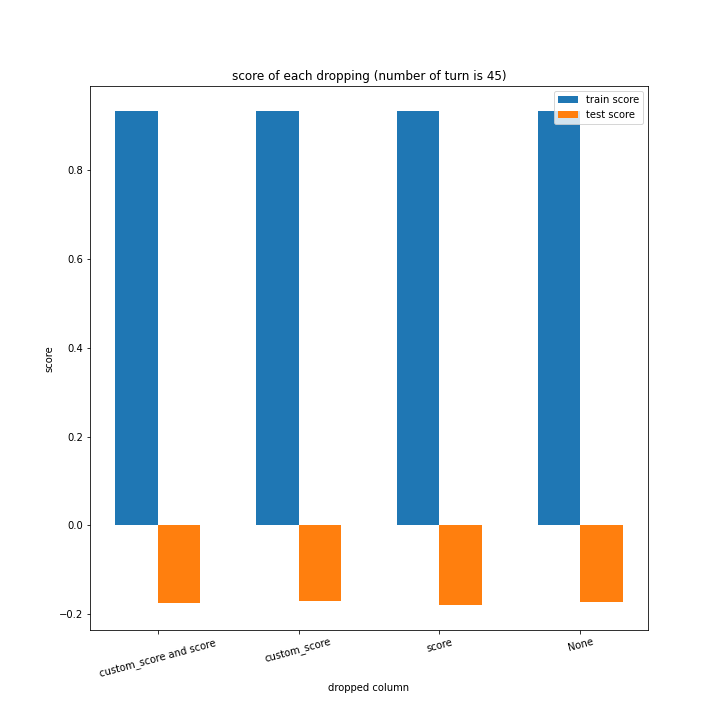 score of each dropping (number of turn is 45)
train score
test score
score
0.8
0.6
0.4
0.2
0.0
−0.2
custom_score and score
custom_score
score
None
dropped column